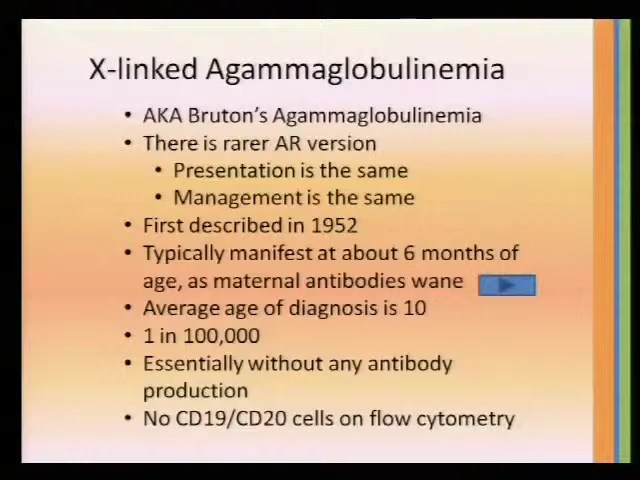 X-linked Agammaglobulinemia
• AKA Bruton's Agammaglobulinemia
• There is rarer AR version
• Presentation is the same
• Management is the same
• First described in 1952
• Typically manifest at about 6 months of
age, as maternal antibodies wane
• Average age of diagnosis is 10
• 1 in 100,000
• Essentially without any antibody
production
• No CD19/CD20 cells on flow cytometry